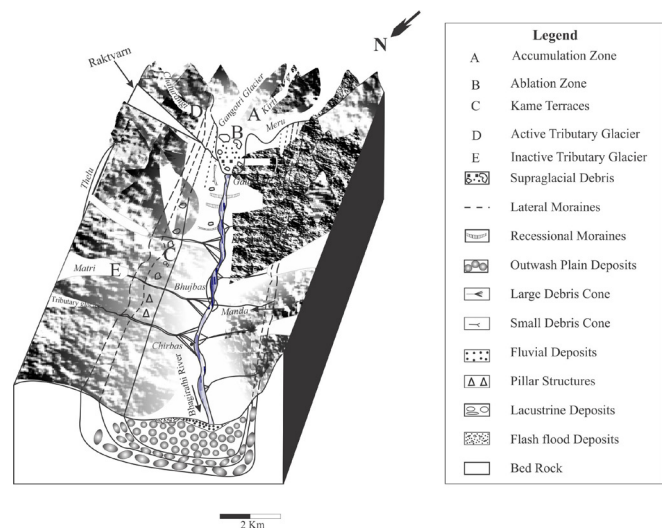 N
Raktvarn
D
Gangotri Glacier
A
Kirti
B
Meru
Thelu
C
Matri
E
Bhujbas
Manda
Tributary
Chirbas
Bhagirathi River
2 Km
Legend
A Accumulation Zone
B Ablation Zone
C Kame Terraces
D Active Tributary Glacier
E Inactive Tributary Glacier
Supraglacial Debris
Lateral Moraines
Recessional Moraines
Outwash Plain Deposits
Large Debris Cone
Small Debris Cone
Fluvial Deposits
Pillar Structures
Lacustrine Deposits
Flash flood Deposits
Bed Rock